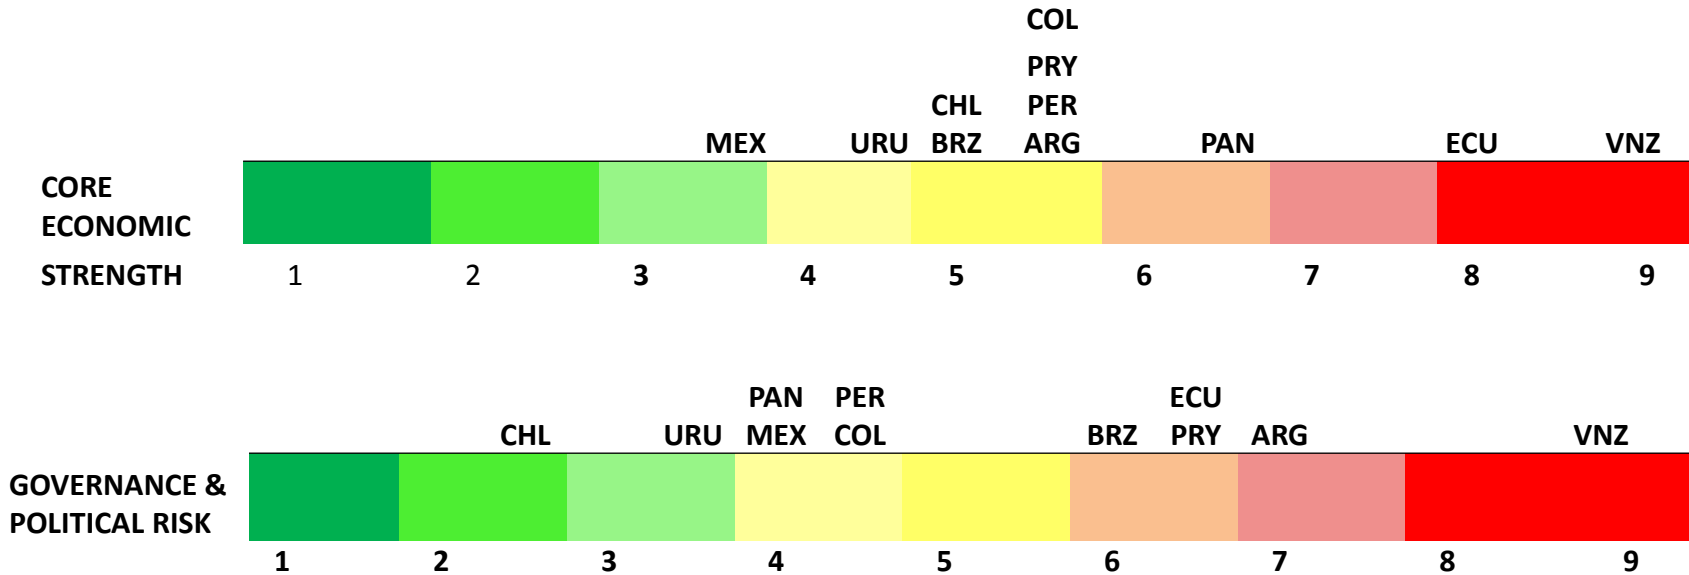 COL
PRY
CHL PER
MEX URU BRZ ARG PAN ECU VNZ
CORE
ECONOMIC
STRENGTH 1 2 3 4 5 6 7 8 9
PAN PER ECU
CHL URU MEX COL BRZ PRY ARG VNZ
GOVERNANCE &
POLITICAL RISK
1 2 3 4 5 6 7 8 9